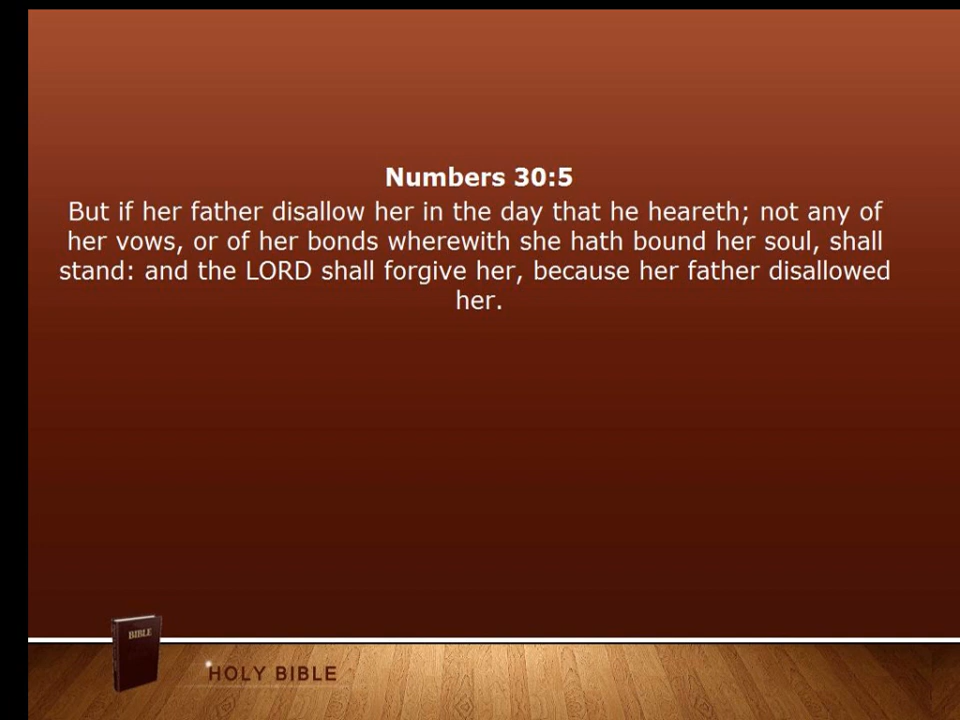 Numbers 30:5
But if her father disallow her in the day that he heareth; not any of
her vows, or of her bonds wherewith she hath bound her soul, shall
stand: and the LORD shall forgive her, because her father disallowed
her.
BIBLE
HOLY BIBLE